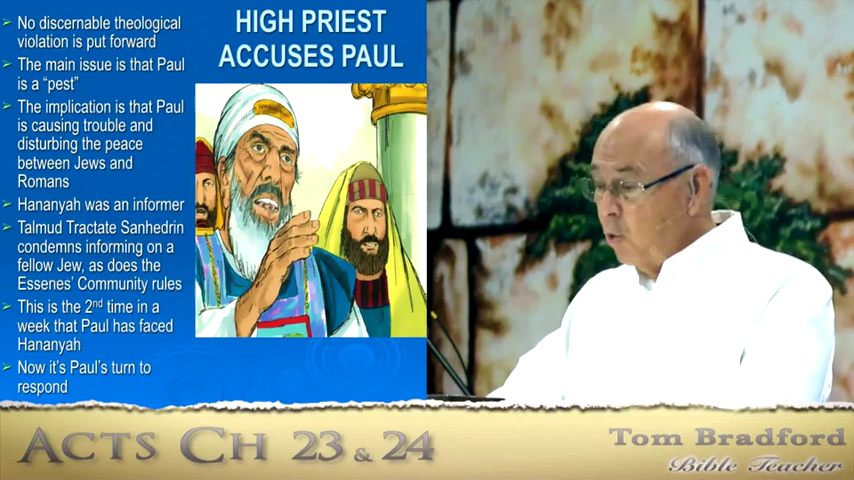 HIGH PRIEST
ACCUSES PAUL
No discernable theological
violation is put forward
The main issue is that Paul
is a “pest”
The implication is that Paul
is causing trouble and
disturbing the peace
between Jews and
Romans
Hananyah was an informer
Talmud Tractate Sanhedrin
condemns informing on a
fellow Jew, as does the
Essenes’ Community rules
This is the 2nd time in a
week that Paul has faced
Hananyah
Now it’s Paul’s turn to
respond
ACTS CH 23 & 24
Tom Bradford
Bible Teacher